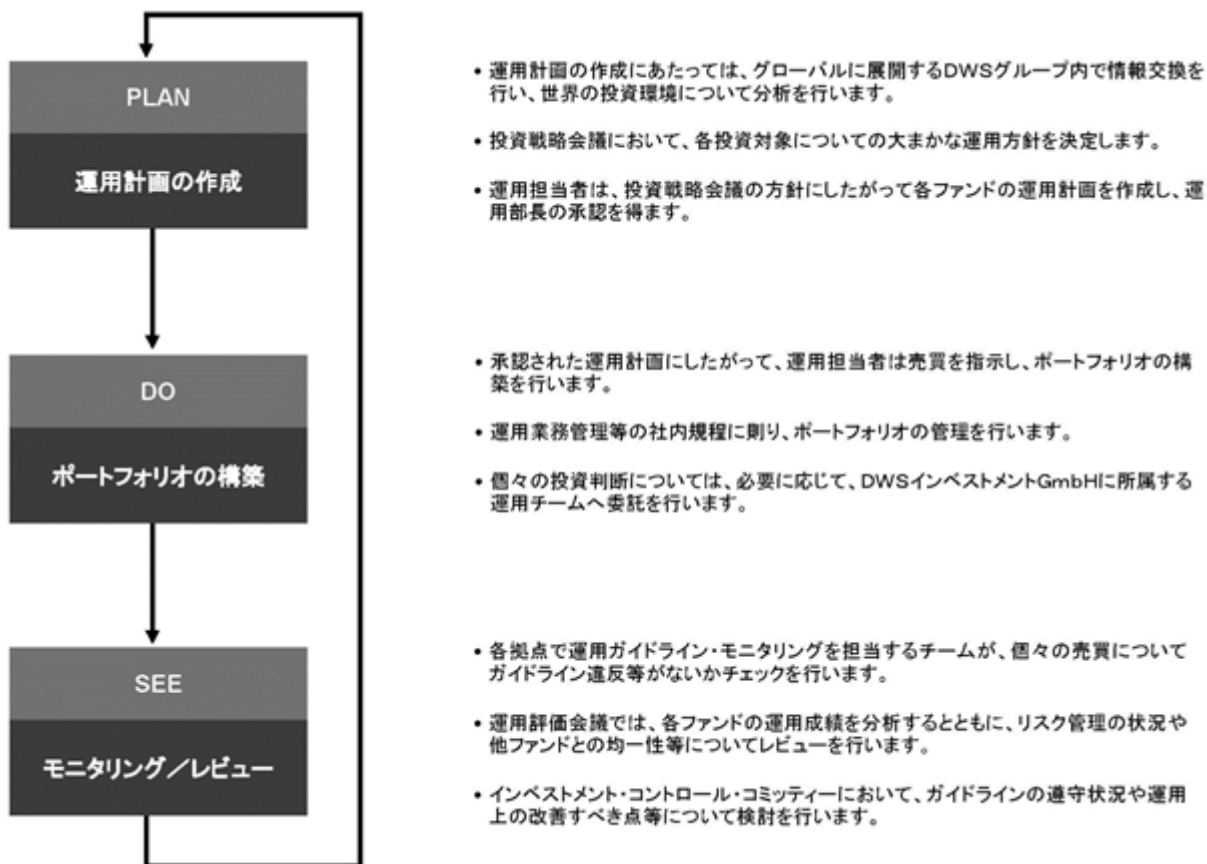 PLAN
運用計画の作成
• 運用計画の作成にあたっては、グローバルに展開するDWSグループ内で情報交換を
行い、世界の投資環境について分析を行います。
• 投資戦略会議において、各投資対象についての大まかな運用方針を決定します。
• 運用担当者は、投資戦略会議の方針にしたがって各ファンドの運用計画を作成し、運
用部長の承認を得ます。
DO
ポートフォリオの構築
• 承認された運用計画にしたがって、運用担当者は売買を指示し、ポートフォリオの構
築を行います。
• 運用業務管理等の社内規程に則り、ポートフォリオの管理を行います。
• 個々の投資判断については、必要に応じて、DWSインベストメントGmbHに所属する
運用チームへ委託を行います。
SEE
モニタリング／レビュー
• 各拠点で運用ガイドライン・モニタリングを担当するチームが、個々の売買について
ガイドライン違反等がないかチェックを行います。
• 運用評価会議では、各ファンドの運用成績を分析するとともに、リスク管理の状況や
他ファンドとの均一性等についてレビューを行います。
• インベストメント・コントロール・コミッティーにおいて、ガイドラインの遵守状況や運用
上の改善すべき点等について検討を行います。